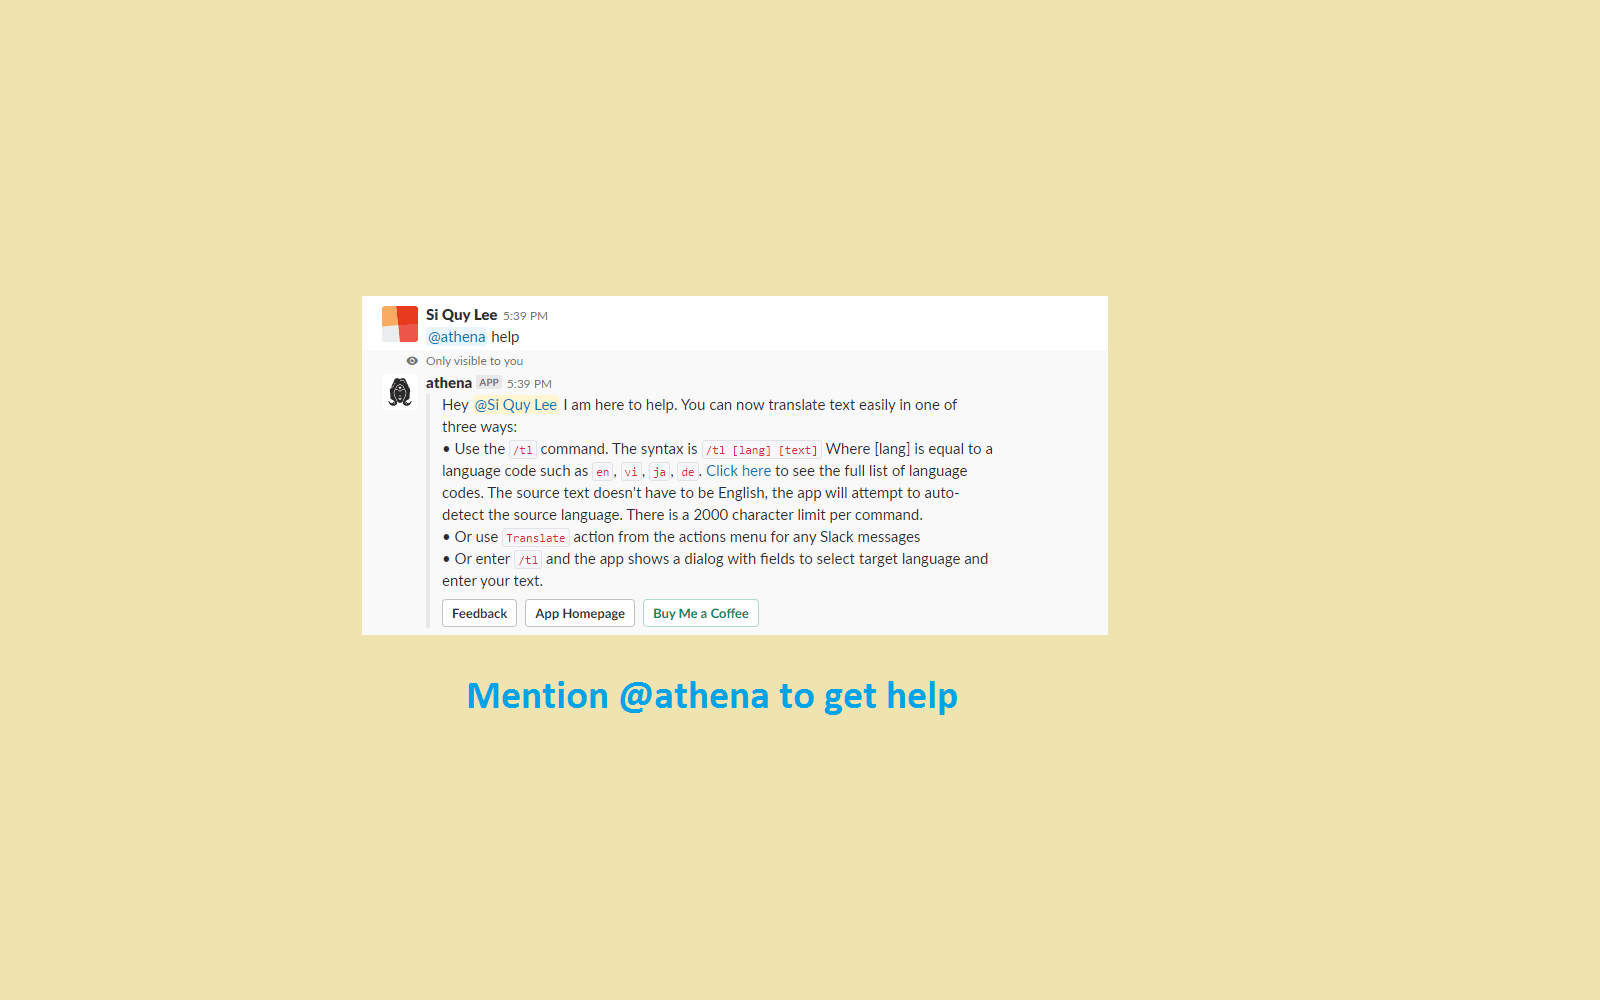 Si Quy Lee 5:39 PM
@athena help
Only visible to you
athena APP 5:39 PM
Hey @Si Quy Lee I am here to help. You can now translate text easily in one of
three ways:
• Use the /tl command. The syntax is /tl [lang] [text] Where [lang] is equal to a
language code such as en, vi, ja, de. Click here to see the full list of language
codes. The source text doesn't have to be English, the app will attempt to auto-
detect the source language. There is a 2000 character limit per command.
• Or use Translate action from the actions menu for any Slack messages
• Or enter /tl and the app shows a dialog with fields to select target language and
enter your text.
Feedback App Homepage Buy Me a Coffee
Mention @athena to get help